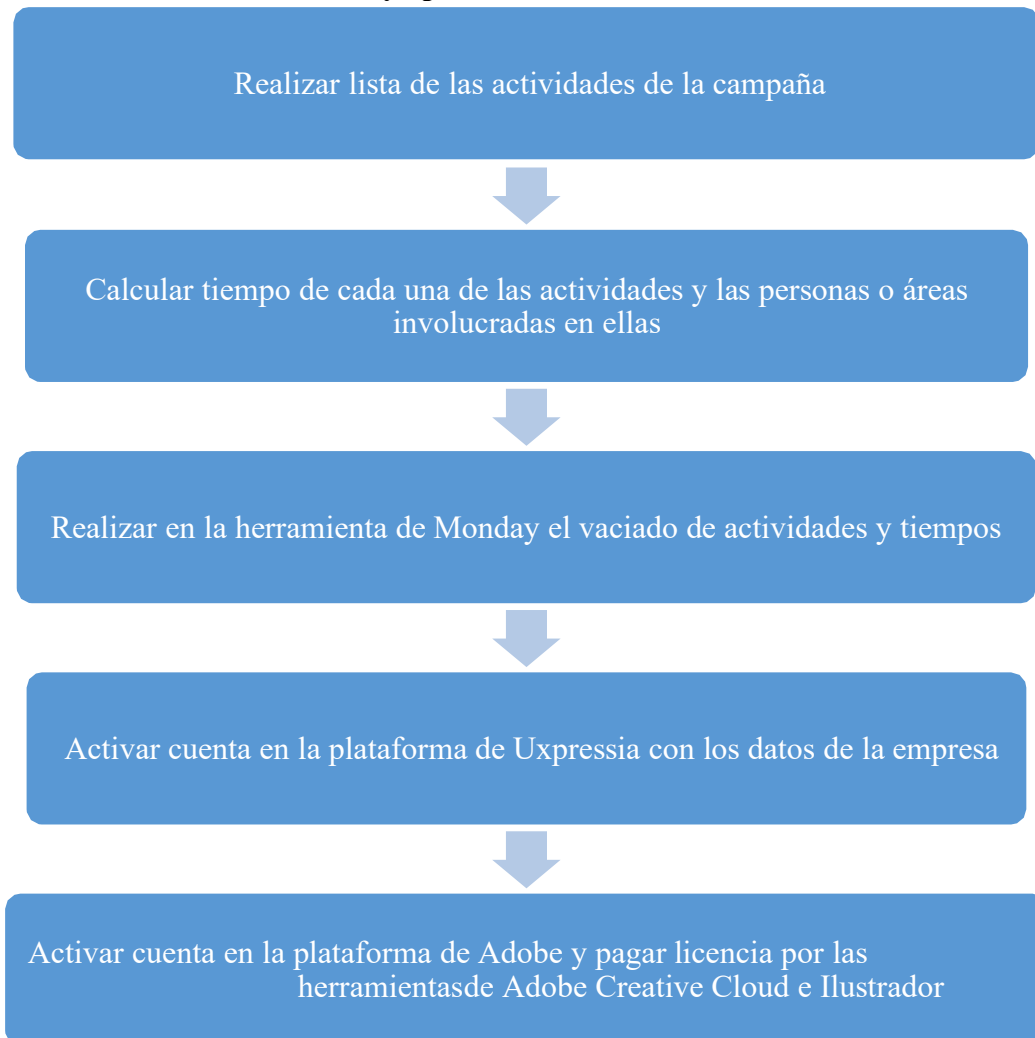 Realizar lista de las actividades de la campaña
Calcular tiempo de cada una de las actividades y las personas o áreas
involucradas en ellas
Realizar en la herramienta de Monday el vaciado de actividades y tiempos
Activar cuenta en la plataforma de Uxpressia con los datos de la empresa
Activar cuenta en la plataforma de Adobe y pagar licencia por las
herramientasde Adobe Creative Cloud e Ilustrador